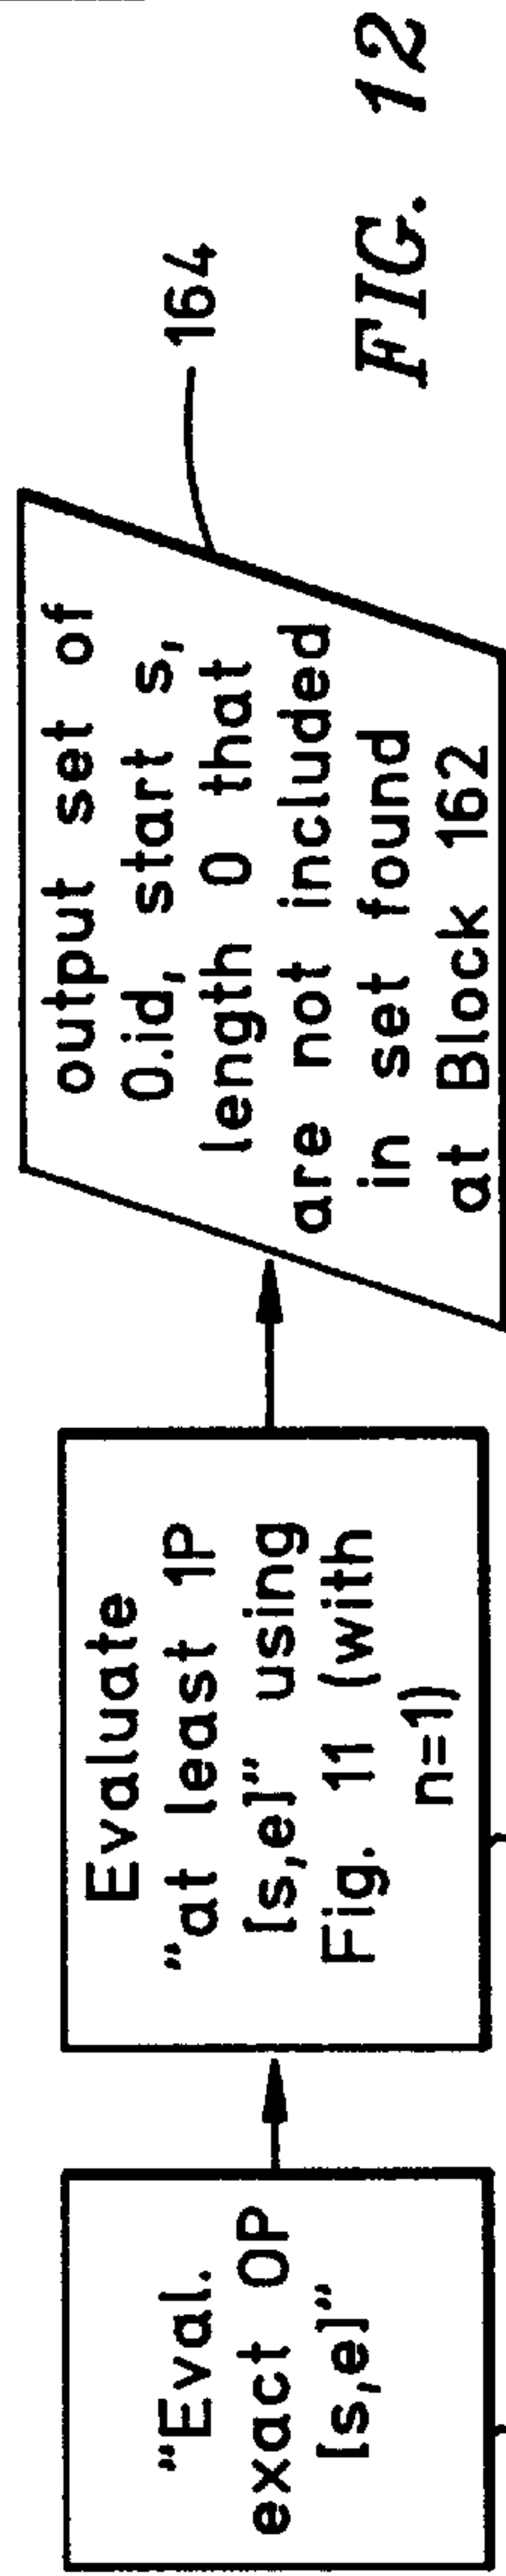 "Eval.
exact 0P
[s,e]"
Evaluate
"at least 1P
[s,e]" using
Fig. 11 (with
n=1)
output set of
0.id, start s,
length 0 that
are not included
in set found
at Block 162
164
FIG. 12